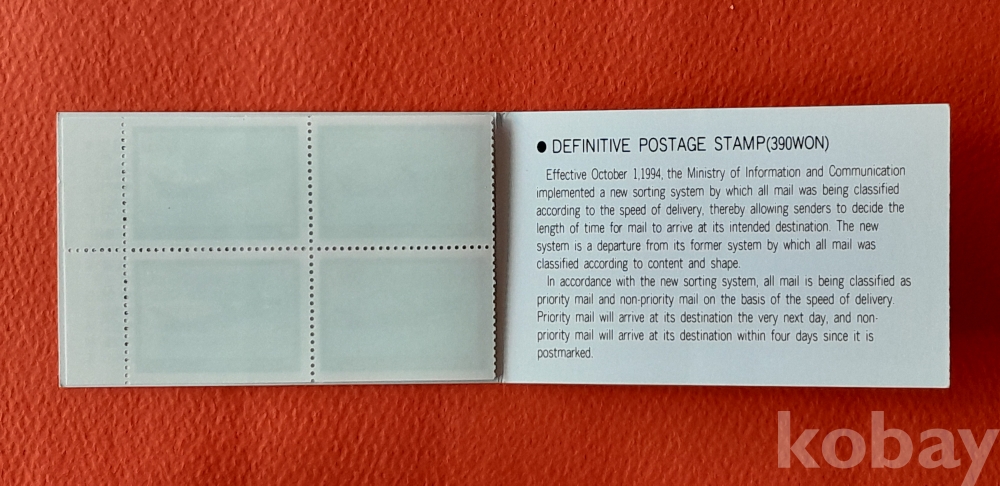 ● DEFINITIVE POSTAGE STAMP(390WON)
Effective October 1,1994, the Ministry of Information and Communication
implemented a new sorting system by which all mail was being classified
according to the speed of delivery, thereby allowing senders to decide the
length of time for mail to arrive at its intended destination. The new
system is a departure from its former system by which all mail was
classified according to content and shape.
In accordance with the new sorting system, all mail is being classified as
priority mail and non-priority mail on the basis of the speed of delivery.
Priority mail will arrive at its destination the very next day, and non-
priority mail will arrive at its destination within four days since it is
postmarked.
kobay